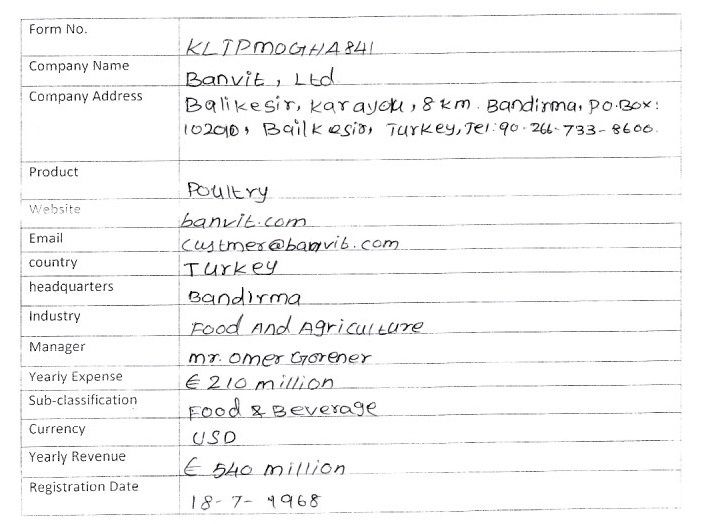 Form No. KLTPMOGHA841
Company Name Banvit, Ltd.
Company Address Balikesir, Karayolu, 8 km. Bandirma, PO.Box:
102010, Bailkesir, Turkey, Tel:90-266-733-8600.
Product Poultry
Website banvit.com
Email custmer@banvit.com
country Turkey
headquarters Bandirma
Industry Food And Agriculture
Manager mr. omer Gorener
Yearly Expense € 210 million
Sub-classification Food & Beverage
Currency USD
Yearly Revenue € 540 million
Registration Date 18-7-1968